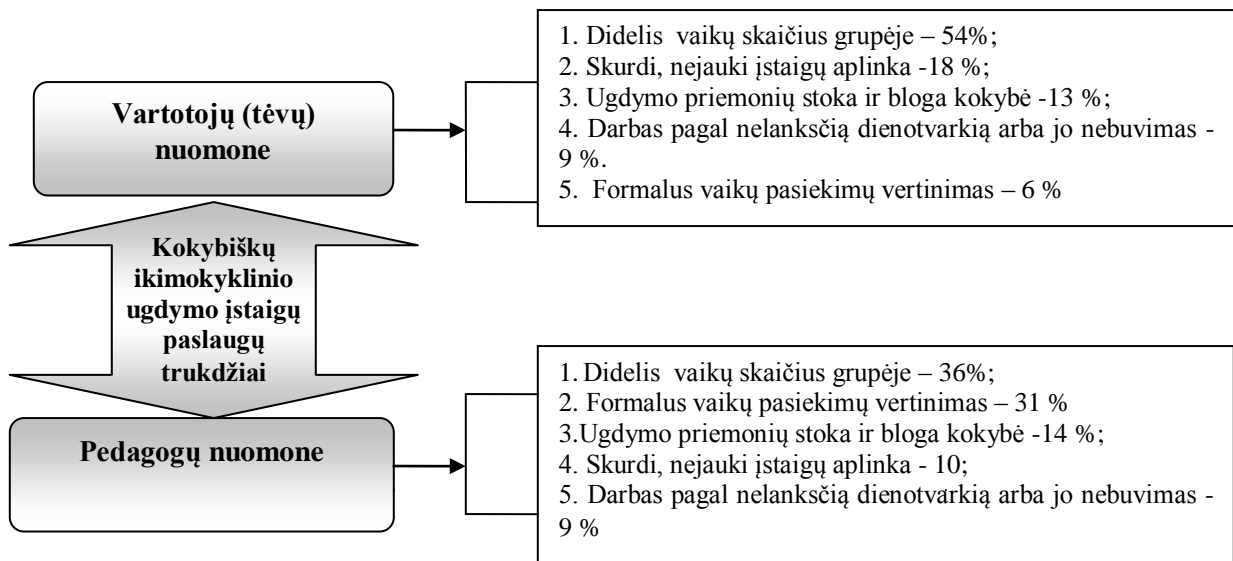 1. Didelis vaikų skaičius grupėje – 54%;
2. Skurdi, nejauki įstaigų aplinka -18 %;
3. Ugdymo priemonių stoka ir bloga kokybė -13 %;
4. Darbas pagal nelanksčią dienotvarkią arba jo nebuvimas -
9 %.
5. Formalus vaikų pasiekimų vertinimas – 6 %
Vartotojų (tėvų)
nuomone
Kokybiškų
ikimokyklinio
ugdymo įstaigų
paslaugų
trukdžiai
Pedagogų nuomone
1. Didelis vaikų skaičius grupėje – 36%;
2. Formalus vaikų pasiekimų vertinimas – 31 %
3.Ugdymo priemonių stoka ir bloga kokybė -14 %;
4. Skurdi, nejauki įstaigų aplinka - 10;
5. Darbas pagal nelanksčią dienotvarkią arba jo nebuvimas -
9 %